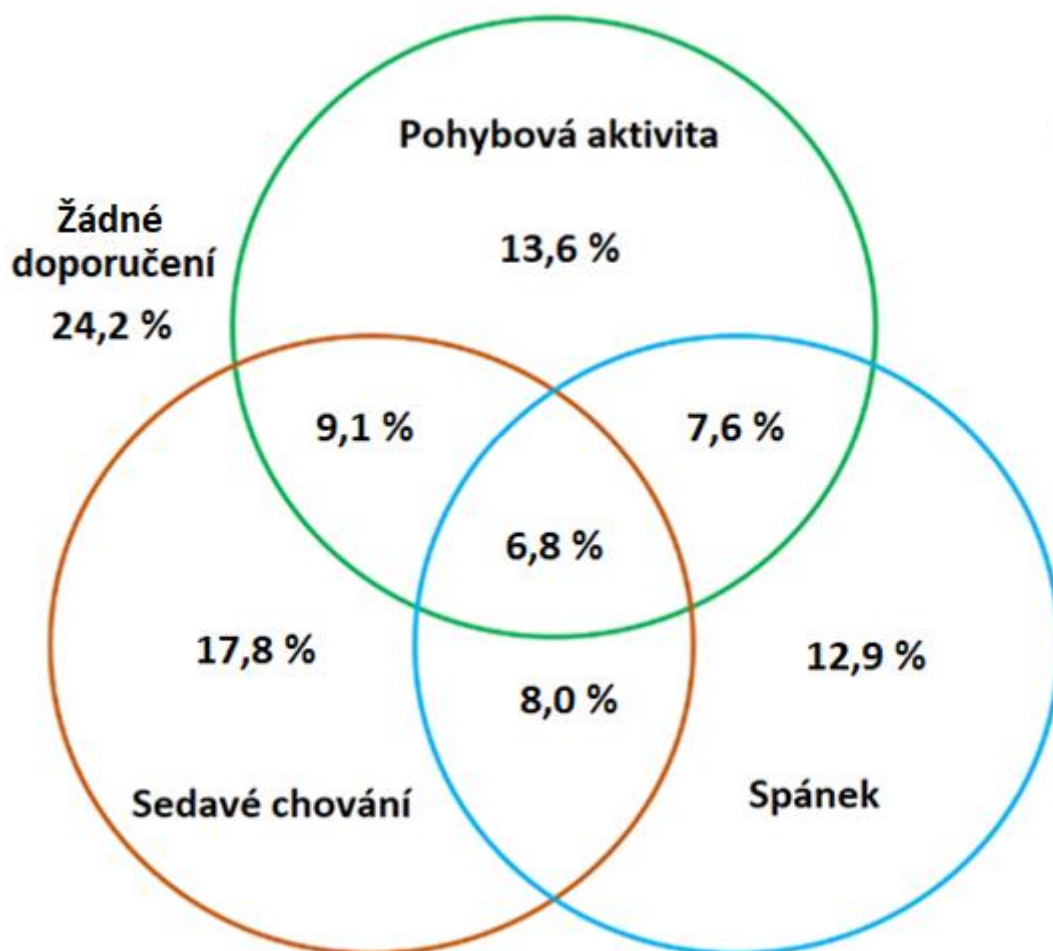 Pohybová aktivita
Žádné
doporučení
24,2 %
13,6 %
9,1 %
7,6 %
6,8 %
17,8 %
12,9 %
8,0 %
Sedavé chování
Spánek